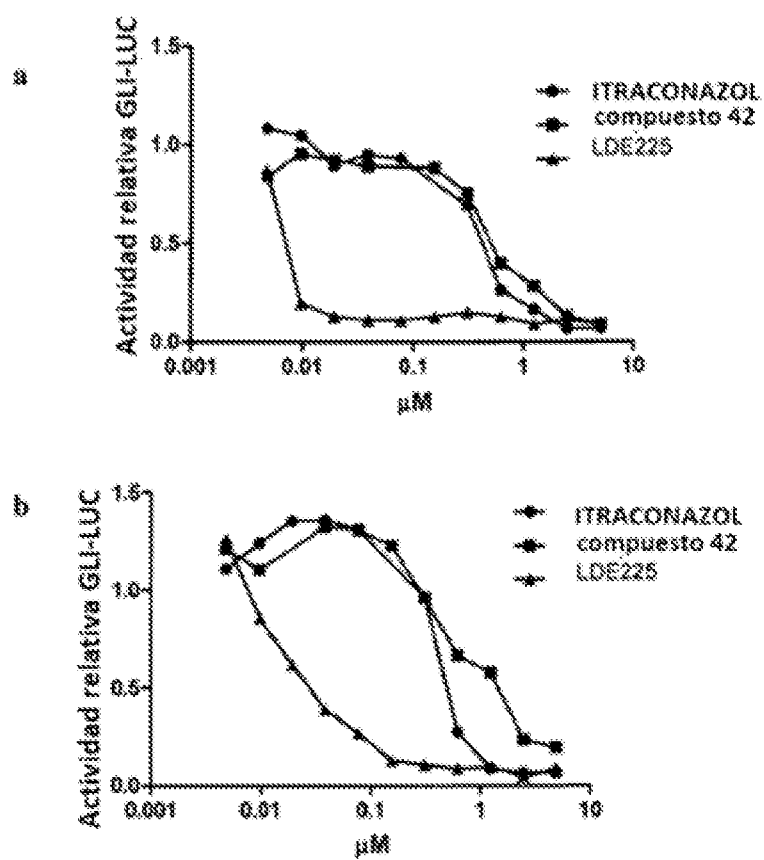 a
Actividad relativa GLI-LUC
1.5
1.0
0.5
0.0
0.001
0.01
0.1
1
10
µM
ITRACONAZOL
compuesto 42
LDE225
b
Actividad relativa GLI-LUC
1.5
1.0
0.5
0.0
0.001
0.01
0.1
1
10
µM
ITRACONAZOL
compuesto 42
LDE225